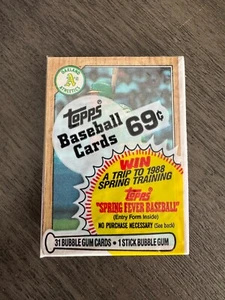 OAKLAND
ATHLETICS
Topps
Baseball
Cards 69¢
WIN
A TRIP TO 1988
SPRING TRAINING
Topps
"SPRING FEVER BASEBALL"
(Entry Form Inside)
NO PURCHASE NECESSARY (See back)
31 BUBBLE GUM CARDS • 1 STICK BUBBLE GUM